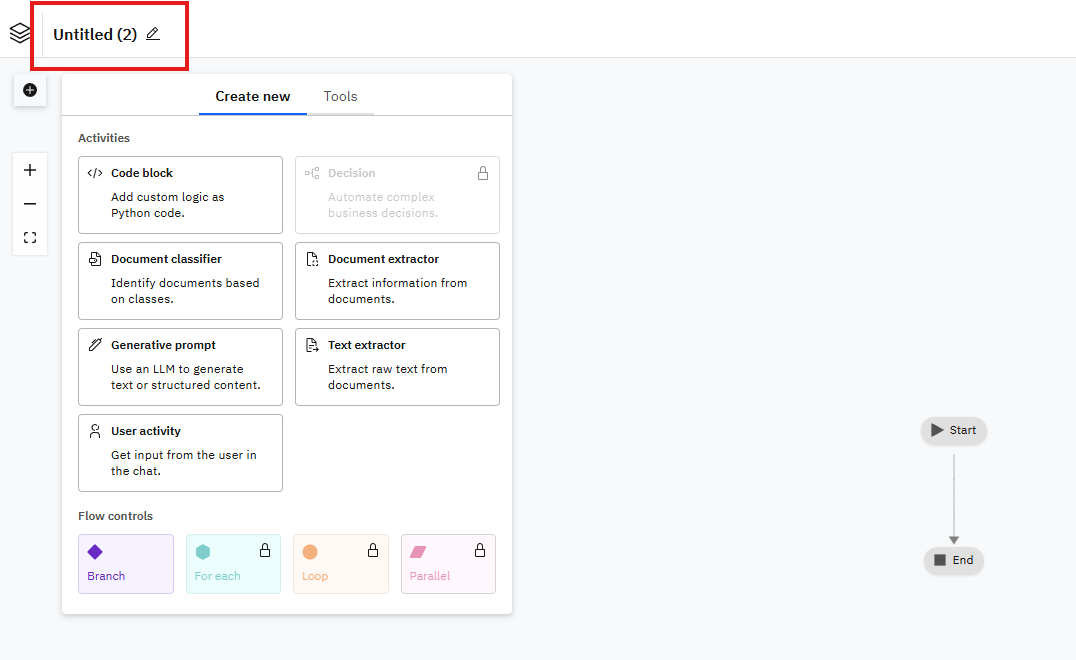 Untitled (2)
Create new
Tools
Activities
Code block
Add custom logic as
Python code.
Decision
Automate complex
business decisions.
Document classifier
Identify documents based
on classes.
Document extractor
Extract information from
documents.
Generative prompt
Use an LLM to generate
text or structured content.
Text extractor
Extract raw text from
documents.
User activity
Get input from the user in
the chat.
Flow controls
Branch
For each
Loop
Parallel
Start
End